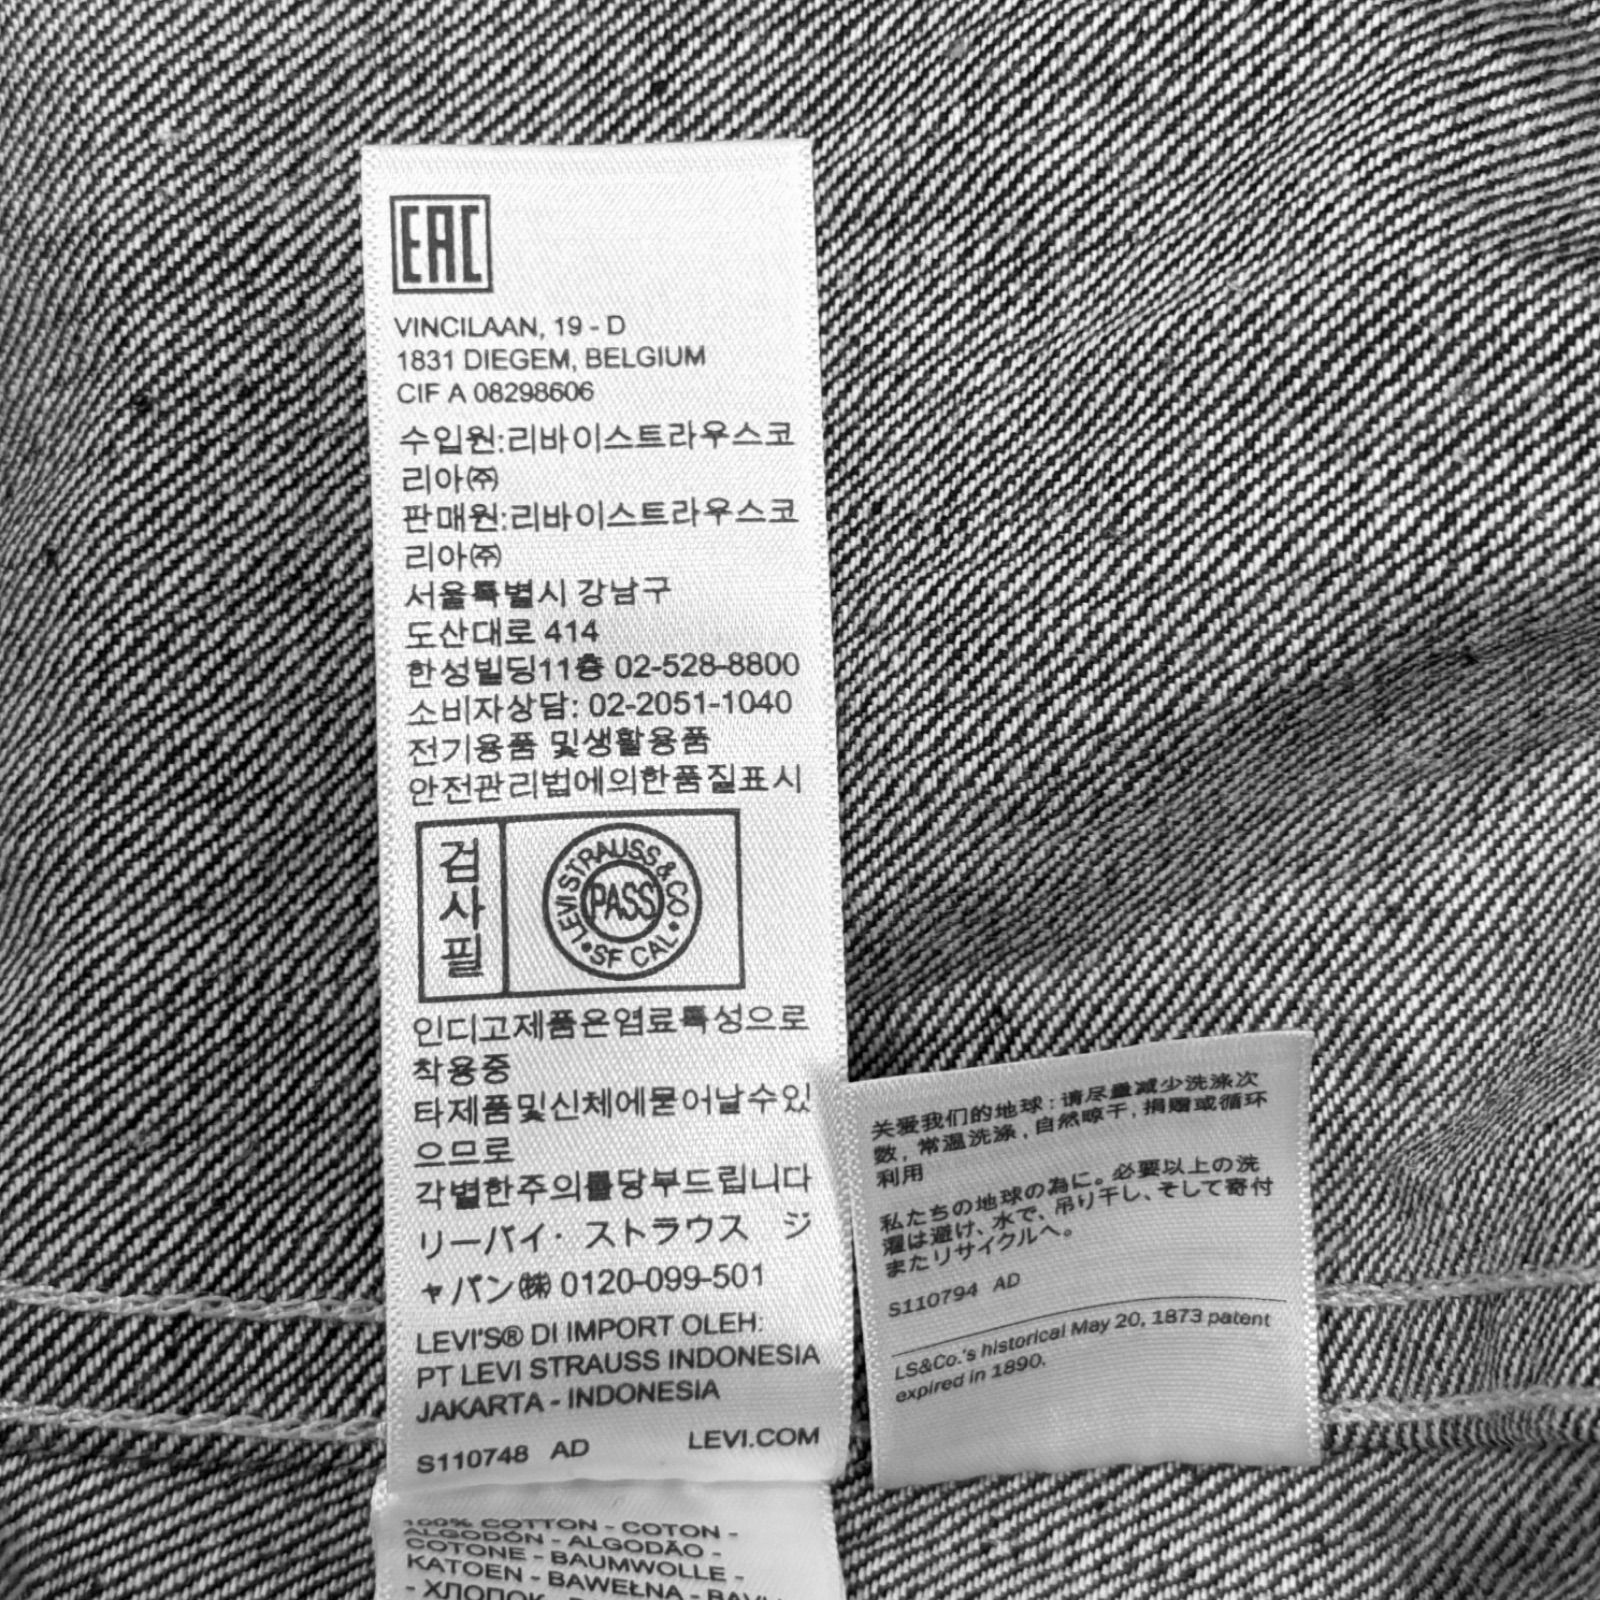 EAC
VINCILAAN, 19 - D
1831 DIEGEM, BELGIUM
CIF A 08298606
수입원:리바이스트라우스코
리아㈜
판매원:리바이스트라우스코
리아㈜
서울특별시 강남구
도산대로 414
한성빌딩11층 02-528-8800
소비자상담: 02-2051-1040
전기용품 및생활용품
안전관리법에의한품질표시
검
사
필
LEVI STRAUSS & CO
PASS
• SF CAL •
인디고제품은염료특성으로
착용중
타제품및신체에묻어날수있
으므로
각별한주의를당부드립니다
リーバイ・ ストラウス ジ
ャパン㈱ 0120-099-501
LEVI'S® DI IMPORT OLEH:
PT LEVI STRAUSS INDONESIA
JAKARTA - INDONESIA
S110748 AD LEVI.COM
100% COTTON - COTON -
ALGODÓN - ALGODÃO -
COTONE - BAUMWOLLE -
KATOEN - BAWEŁNA -
- ХЛОПОК
关爱我们的地球：请尽量减少洗涤次
数，常温洗涤，自然晾干，捐赠或循环
利用
私たちの地球の為に。必要以上の洗
濯は避け、水で、吊り干し、そして寄付
またリサイクルへ。
S110794 AD
LS&Co.'s historical May 20, 1873 patent
expired in 1890.